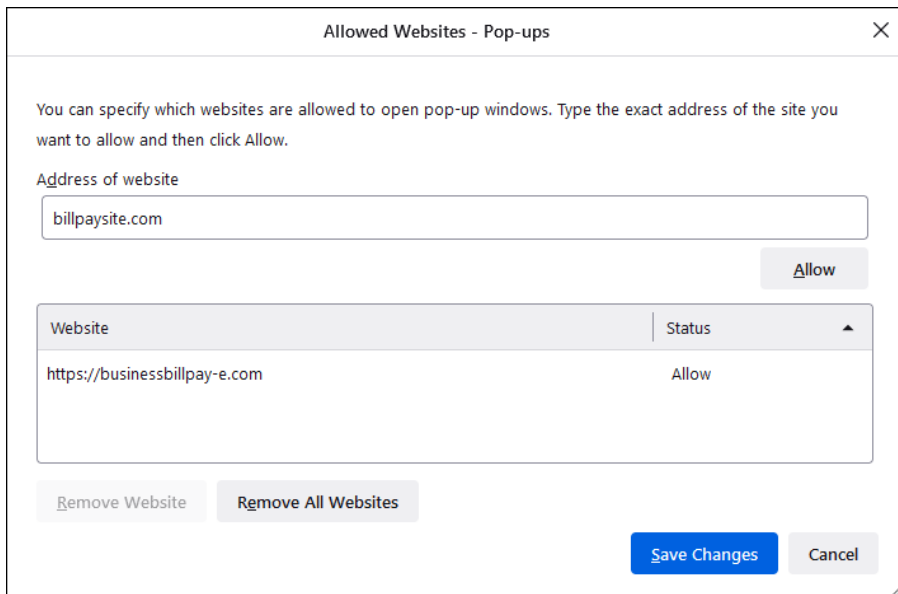 Allowed Websites - Pop-ups
You can specify which websites are allowed to open pop-up windows. Type the exact address of the site you
want to allow and then click Allow.
Address of website
billpaysite.com
Allow
Website Status
https://businessbillpay-e.com Allow
Remove Website Remove All Websites
Save Changes Cancel